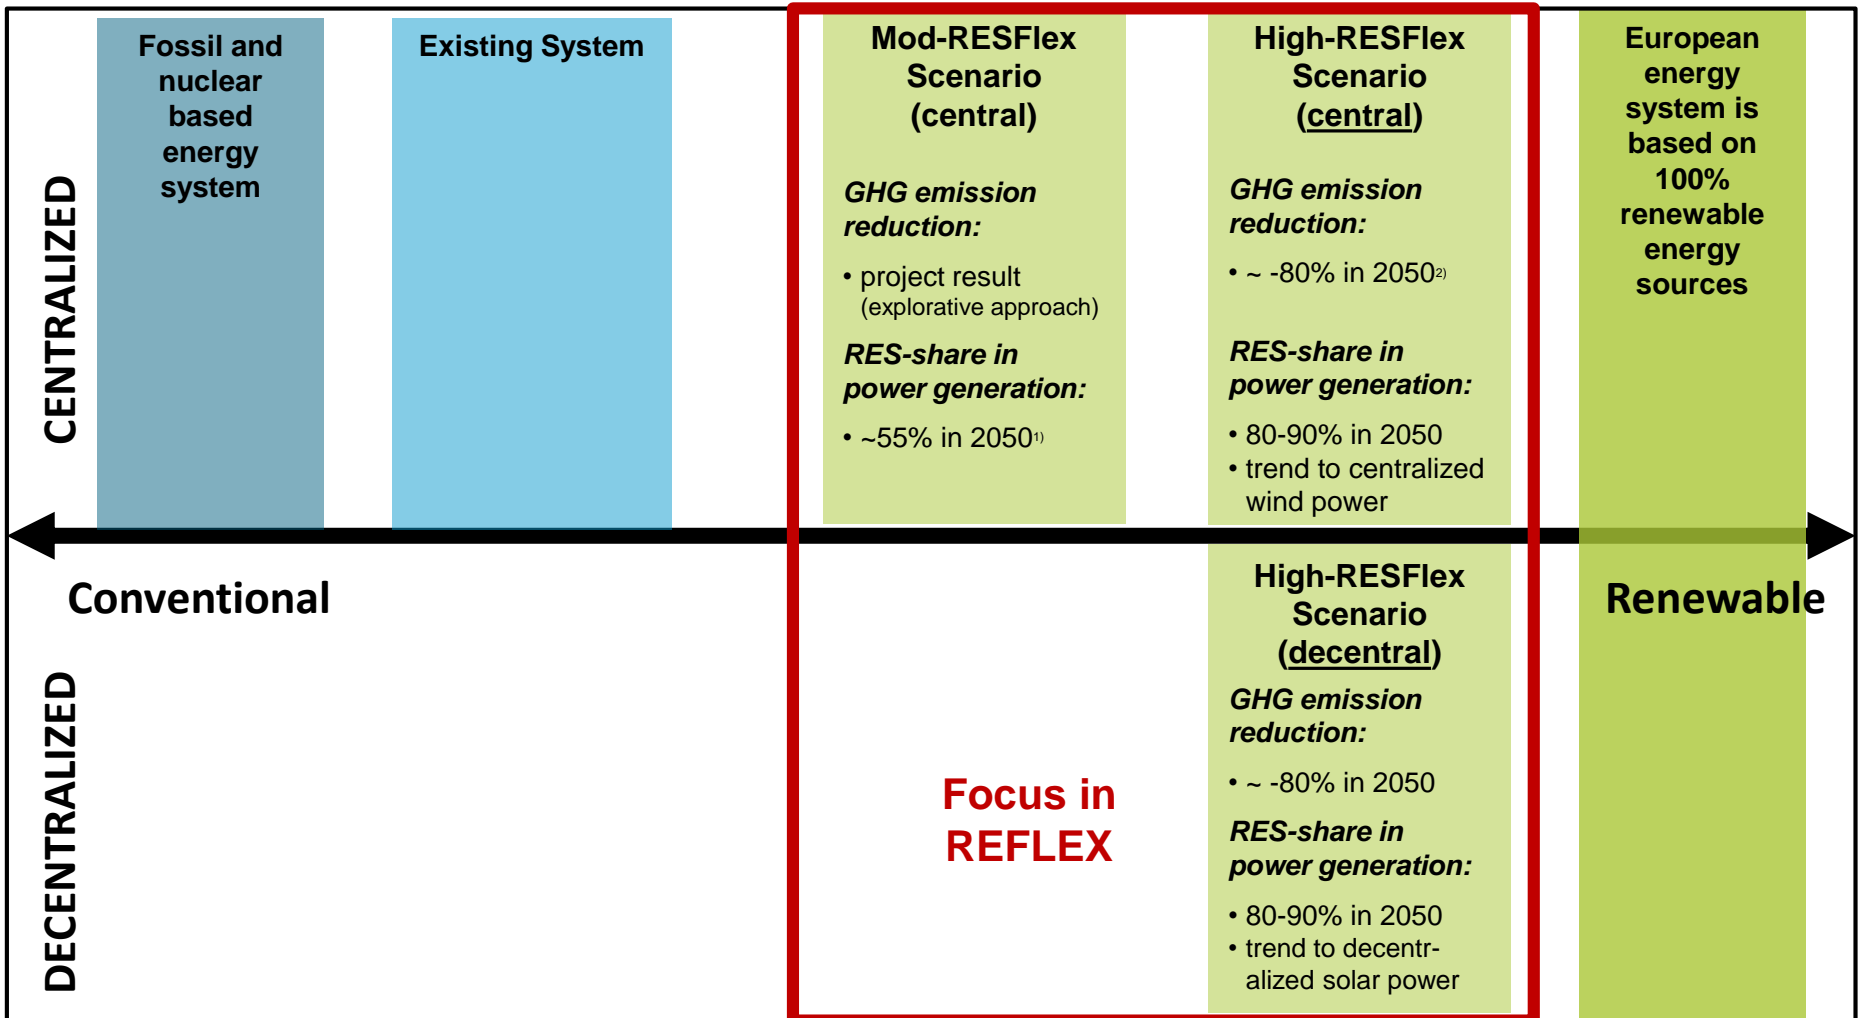 CENTRALIZED
Fossil and
nuclear
based
energy
system
Existing System
Mod-RESFlex
Scenario
(central)
GHG emission
reduction:
• project result
(explorative approach)
RES-share in
power generation:
• ~55% in 2050¹⁾
High-RESFlex
Scenario
(central)
GHG emission
reduction:
• ~ -80% in 2050²⁾
RES-share in
power generation:
• 80-90% in 2050
• trend to centralized
wind power
European
energy
system is
based on
100%
renewable
energy
sources
Conventional
Renewable
DECENTRALIZED
Focus in
REFLEX
High-RESFlex
Scenario
(decentral)
GHG emission
reduction:
• ~ -80% in 2050
RES-share in
power generation:
• 80-90% in 2050
• trend to decentr-
alized solar power